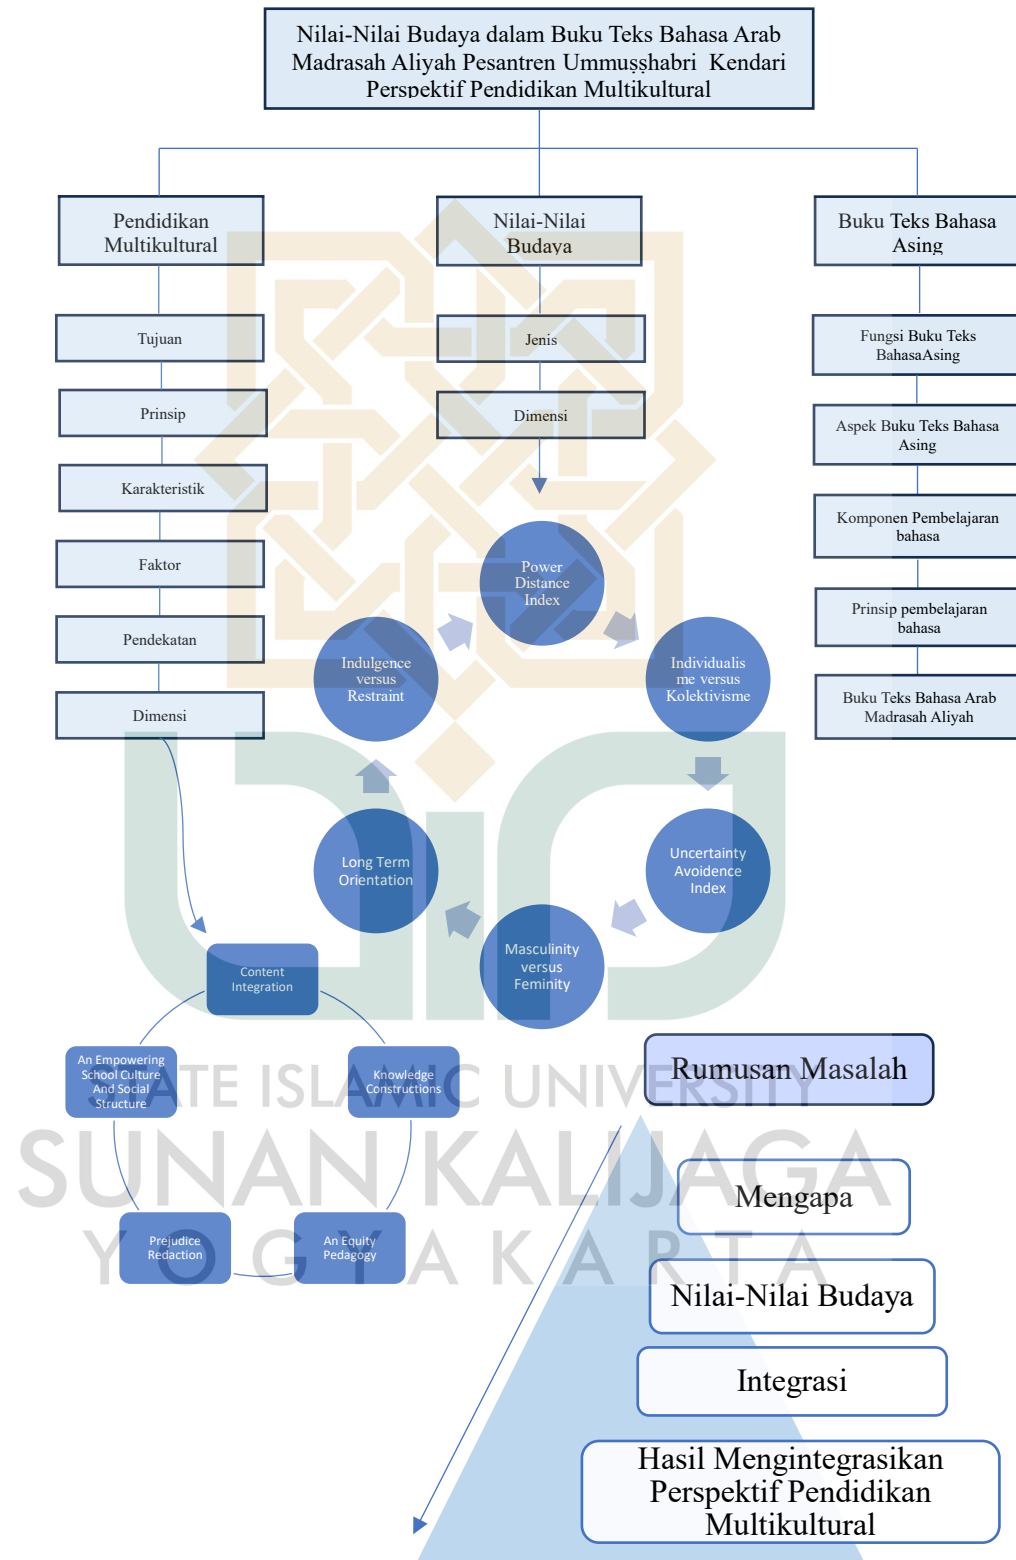 Nilai-Nilai Budaya dalam Buku Teks Bahasa Arab
Madrasah Aliyah Pesantren Ummuṣṣhabri  Kendari
Perspektif Pendidikan Multikultural
Pendidikan
Multikultural
Tujuan
Prinsip
Karakteristik
Faktor
Pendekatan
Dimensi
Nilai-Nilai
Budaya
Jenis
Dimensi
Buku Teks Bahasa
Asing
Fungsi Buku Teks
BahasaAsing
Aspek Buku Teks Bahasa
Asing
Komponen Pembelajaran
bahasa
Prinsip pembelajaran
bahasa
Buku Teks Bahasa Arab
Madrasah Aliyah
Power
Distance
Index
Individualis
me versus
Kolektivisme
Uncertainty
Avoidence
Index
Masculinity
versus
Feminity
Long Term
Orientation
Indulgence
versus
Restraint
Content
Integration
Knowledge
Constructions
An Equity
Pedagogy
Prejudice
Redaction
An Empowering
School Culture
And Social
Structure
Rumusan Masalah
Mengapa
Nilai-Nilai Budaya
Integrasi
Hasil Mengintegrasikan
Perspektif Pendidikan
Multikultural
STATE ISLAMIC UNIVERSITY
SUNAN KALIJAGA
YOGYAKARTA